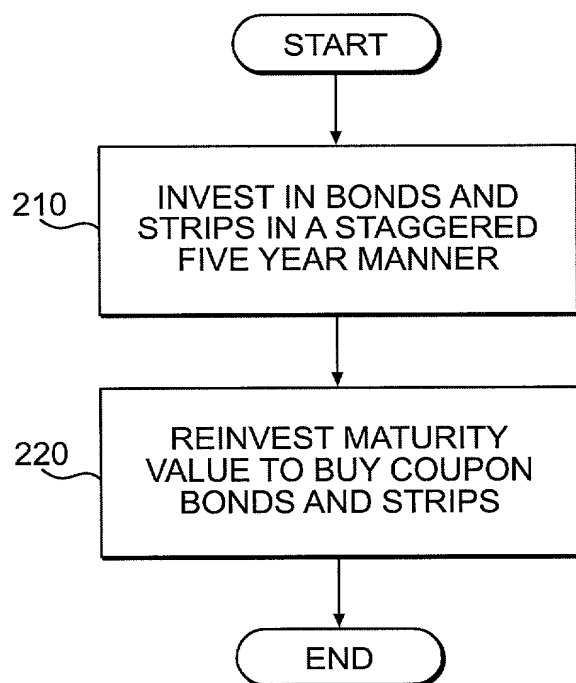 START
210
INVEST IN BONDS AND
STRIPS IN A STAGGERED
FIVE YEAR MANNER
220
REINVEST MATURITY
VALUE TO BUY COUPON
BONDS AND STRIPS
END